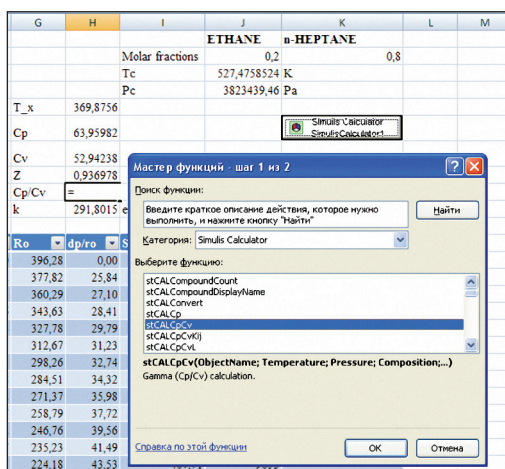 G H I J K L M
ETHANE n-HEPTANE
Molar fractions 0,2 0,8
Tc 527,4758524 K
Pc 3823439,46 Pa
T_x 369,8756
Simulis Calculator
Cp 63,95982 SimulisCalculator1
Cv 52,94238
Z 0,936978
Cp/Cv =
k 291,8015 e
Ro dp/ro S
396,28 0,00
377,82 25,84
360,29 27,10
343,63 28,41
327,78 29,79
312,67 31,23
298,26 32,74
284,51 34,32
271,37 35,98
258,79 37,72
246,76 39,56
235,23 41,49
224,18 43,53
Мастер функций - шаг 1 из 2
Поиск функции:
Введите краткое описание действия, которое нужно
выполнить, и нажмите кнопку "Найти"
Найти
Категория: Simulis Calculator
Выберите функцию:
stCALCompoundCount
stCALCompoundDisplayName
stCALConvert
stCALCp
stCALCpCv
stCALCpCvKij
stCALCpCvL
stCALCpCv(ObjectName; Temperature; Pressure; Composition;...)
Gamma (Cp/Cv) calculation.
Справка по этой функции
OK Отмена